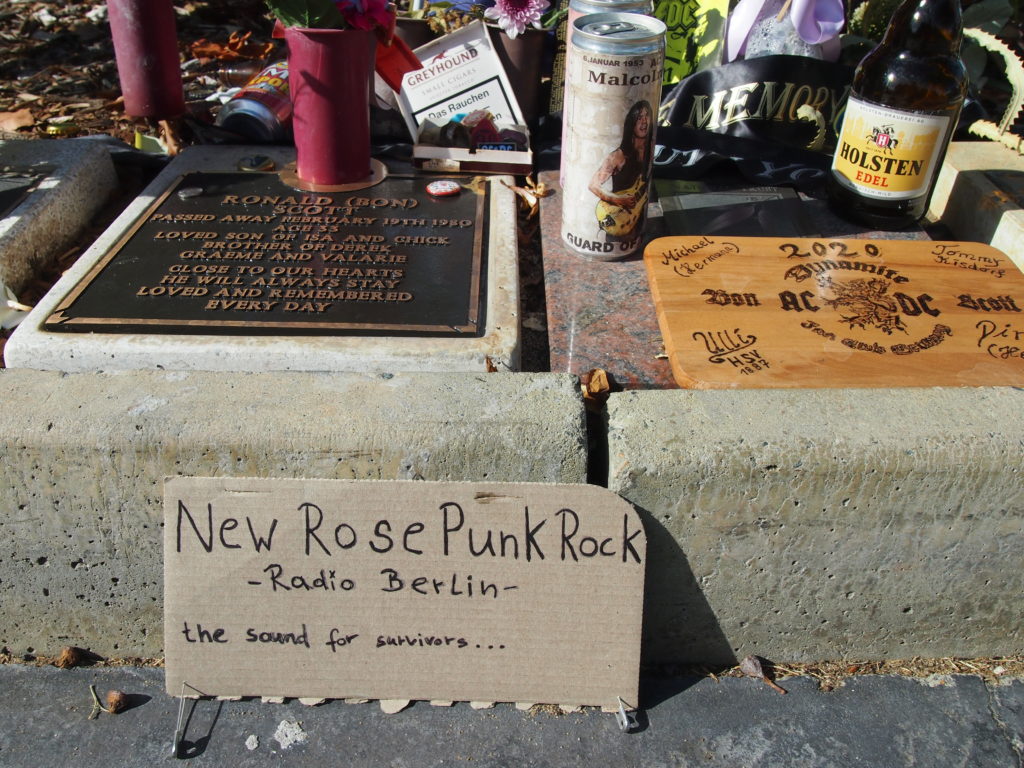 GREYHOUND
SMALL CIGARS
Das Rauchen
6.JANUAR 1953
Malcolm
GUARD OF
MEMORY
HOLSTEN
EDEL
RONALD (BON)
SCOTT
PASSED AWAY FEBRUARY 19TH 1980
AGE 33
LOVED SON OF ISA AND CHICK
BROTHER OF DEREK
GRAEME AND VALARIE
CLOSE TO OUR HEARTS
HE WILL ALWAYS STAY
LOVED AND REMEMBERED
EVERY DAY
Michael
(Germany)
2020
Dynamite
Tommy
Bon AC DC Scott
Ulli
HSV
1887
New Rose Punk Rock
-Radio Berlin-
the sound for survivors...